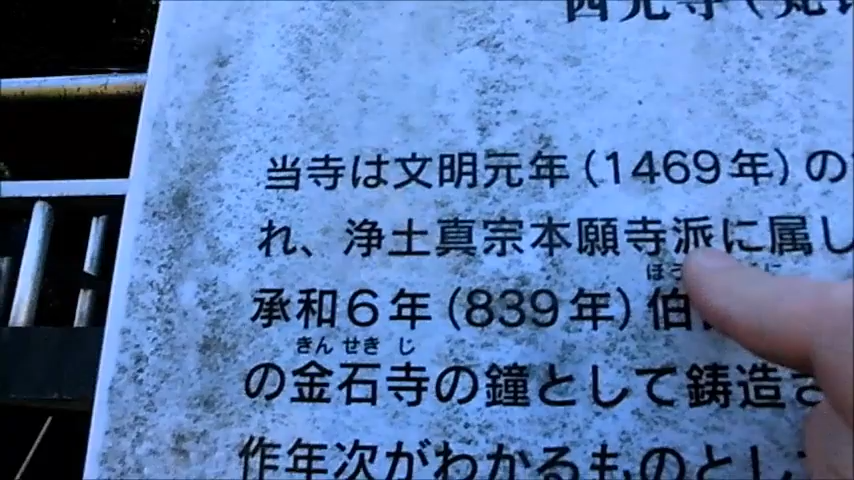 西元寺(
当寺は文明元年(1469年)の
れ、浄土真宗本願寺派に属し
承和6年(839年)伯
きんせきじ
の金石寺の鐘として鋳造さ
作年次がわかるものとし